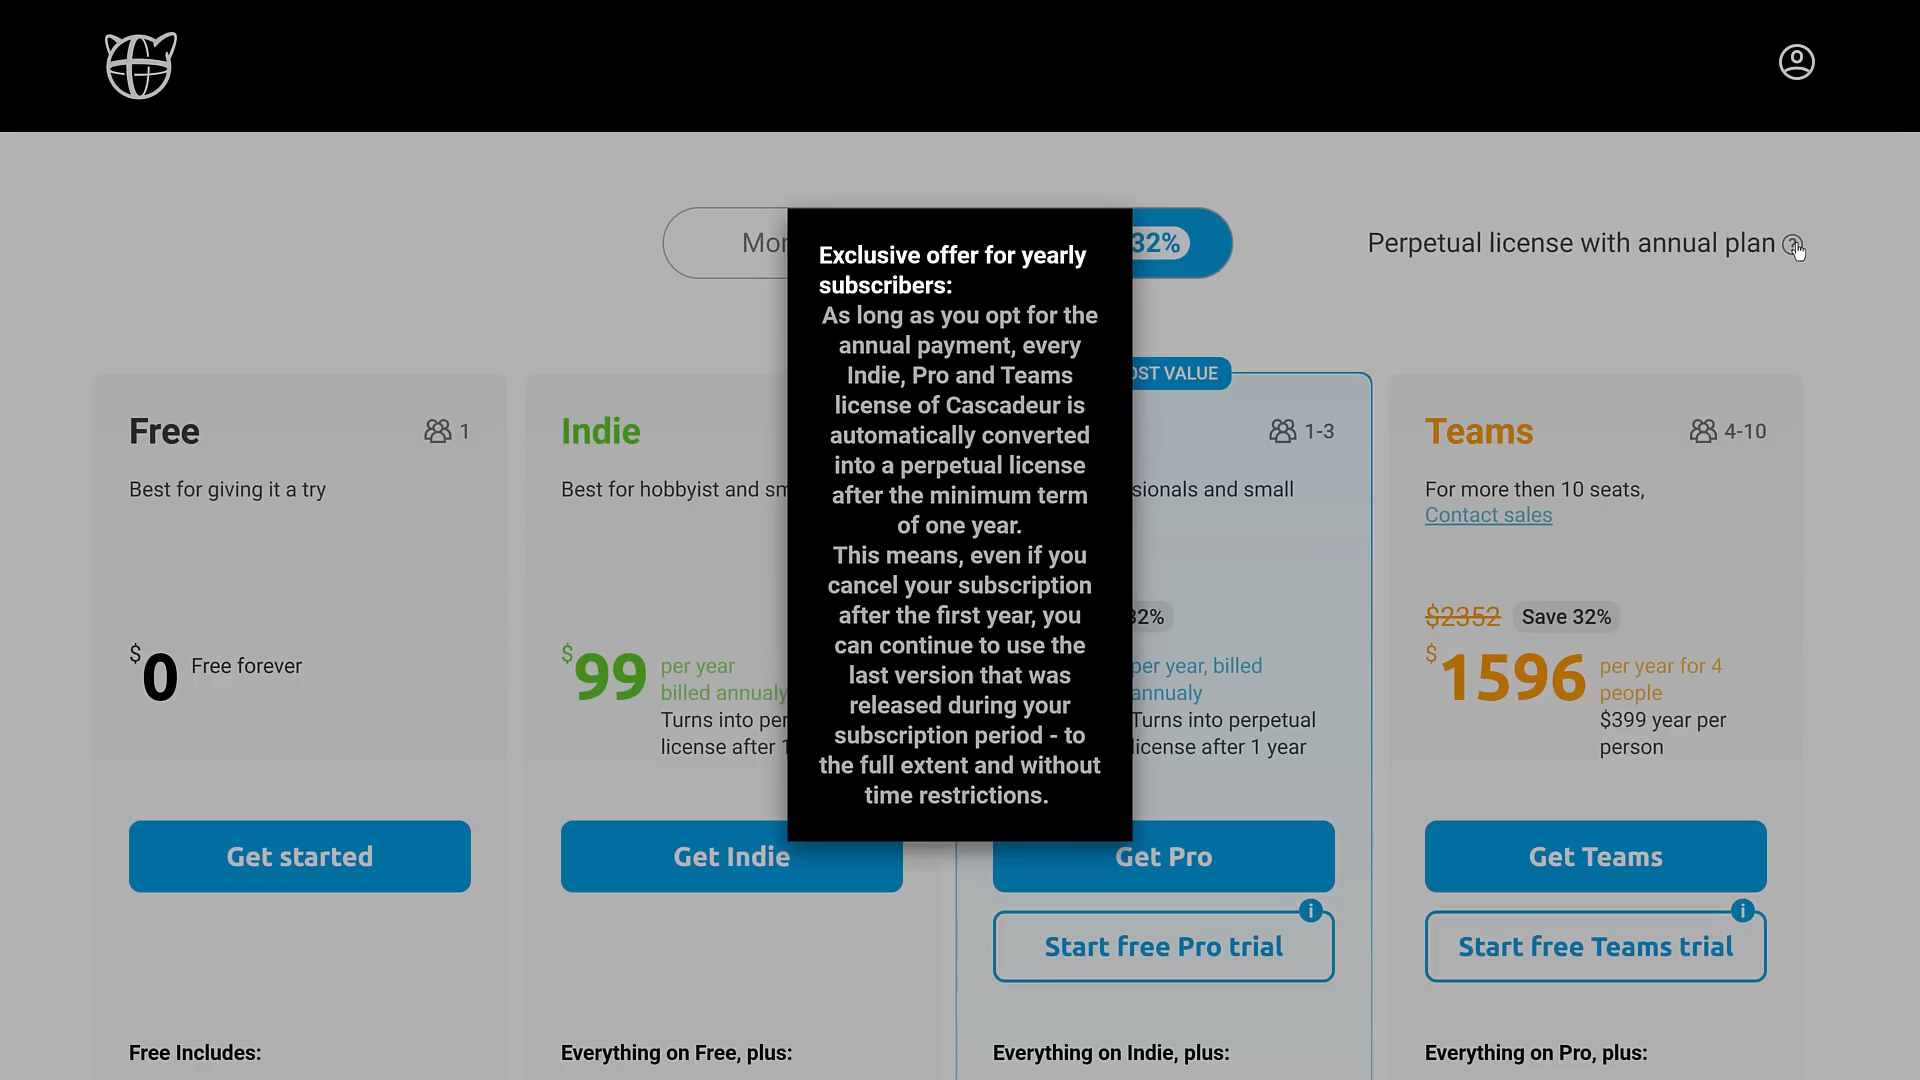 Mor
32%
Perpetual license with annual plan
Exclusive offer for yearly
subscribers:
As long as you opt for the
annual payment, every
Indie, Pro and Teams
license of Cascadeur is
automatically converted
into a perpetual license
after the minimum term
of one year.
This means, even if you
cancel your subscription
after the first year, you
can continue to use the
last version that was
released during your
subscription period - to
the full extent and without
time restrictions.
Free
1
Best for giving it a try
$0
Free forever
Get started
Free Includes:
Indie
Best for hobbyist and sm
$99
per year
billed annualy
Turns into per
license after 1
Get Indie
Everything on Free, plus:
OST VALUE
1-3
sionals and small
32%
per year, billed
annualy
Turns into perpetual
license after 1 year
Get Pro
i
Start free Pro trial
Everything on Indie, plus:
Teams
4-10
For more then 10 seats,
Contact sales
$2352
Save 32%
$1596
per year for 4
people
$399 year per
person
Get Teams
i
Start free Teams trial
Everything on Pro, plus: